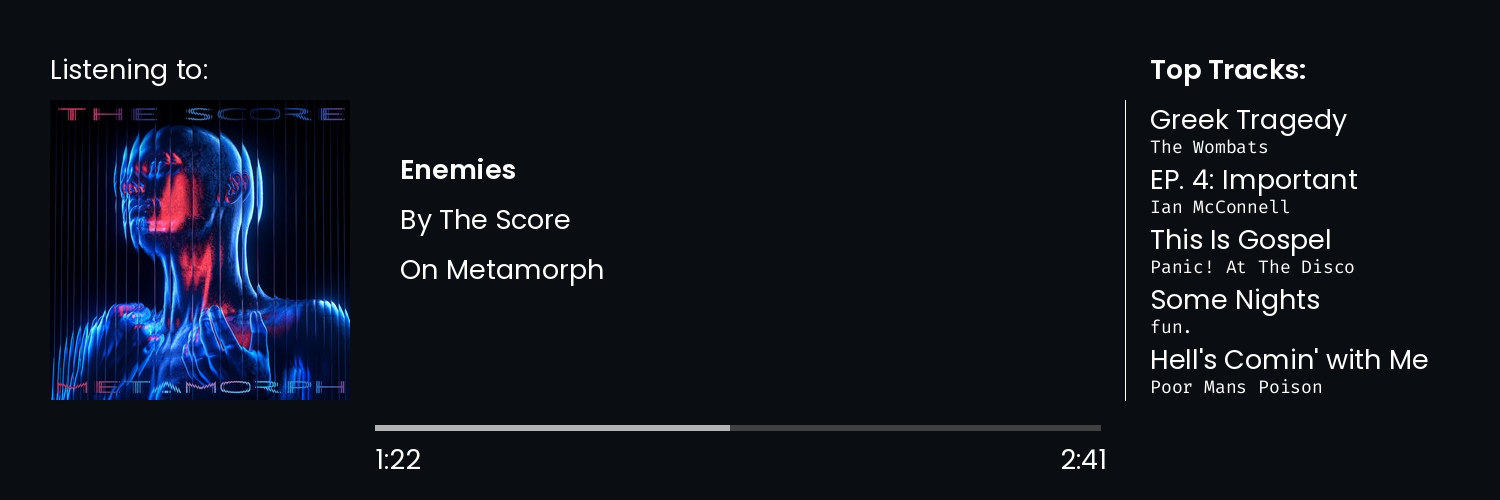 Listening to:
THE SCORE
METAMORPH
Enemies
By The Score
On Metamorph
1:22
2:41
Top Tracks:
Greek Tragedy
The Wombats
EP. 4: Important
Ian McConnell
This Is Gospel
Panic! At The Disco
Some Nights
fun.
Hell's Comin' with Me
Poor Mans Poison